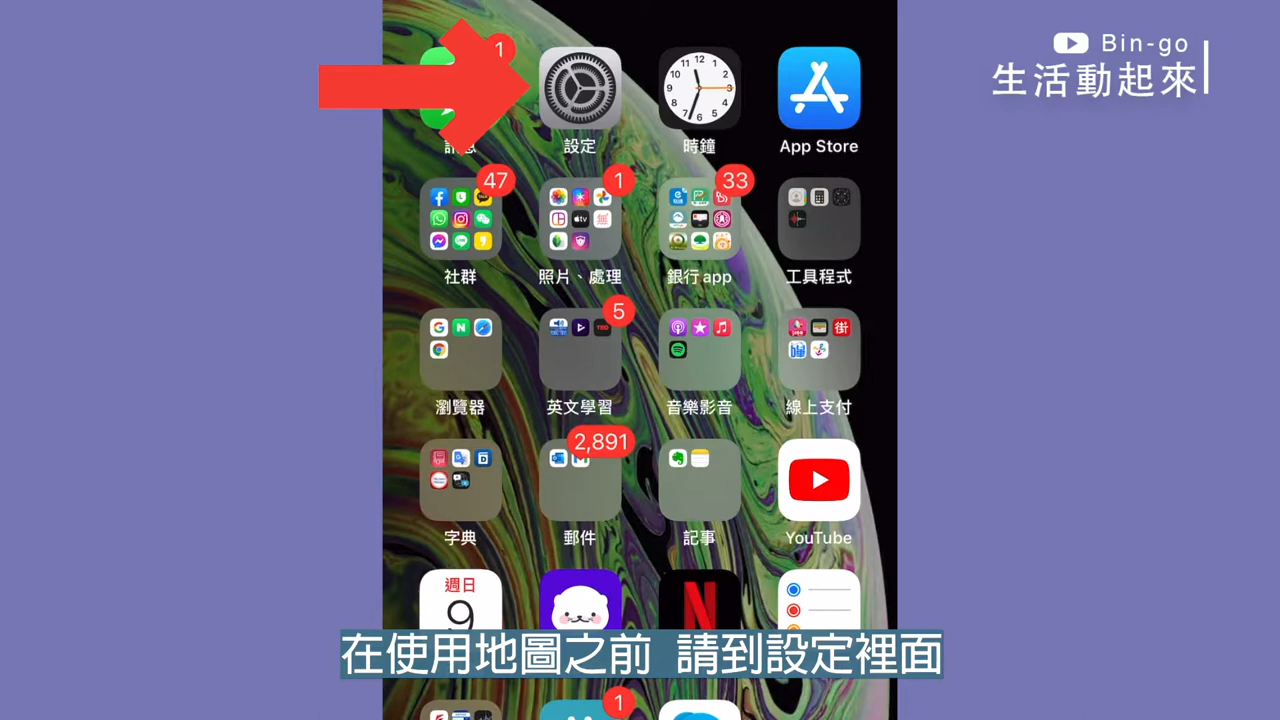 Bin-go
生活動起來
1
訊息
設定
時鐘
App Store
47
1
33
社群
照片、處理
銀行app
工具程式
5
瀏覽器
英文學習
音樂影音
線上支付
2,891
字典
郵件
記事
YouTube
週日
9
在使用地圖之前 請到設定裡面
1